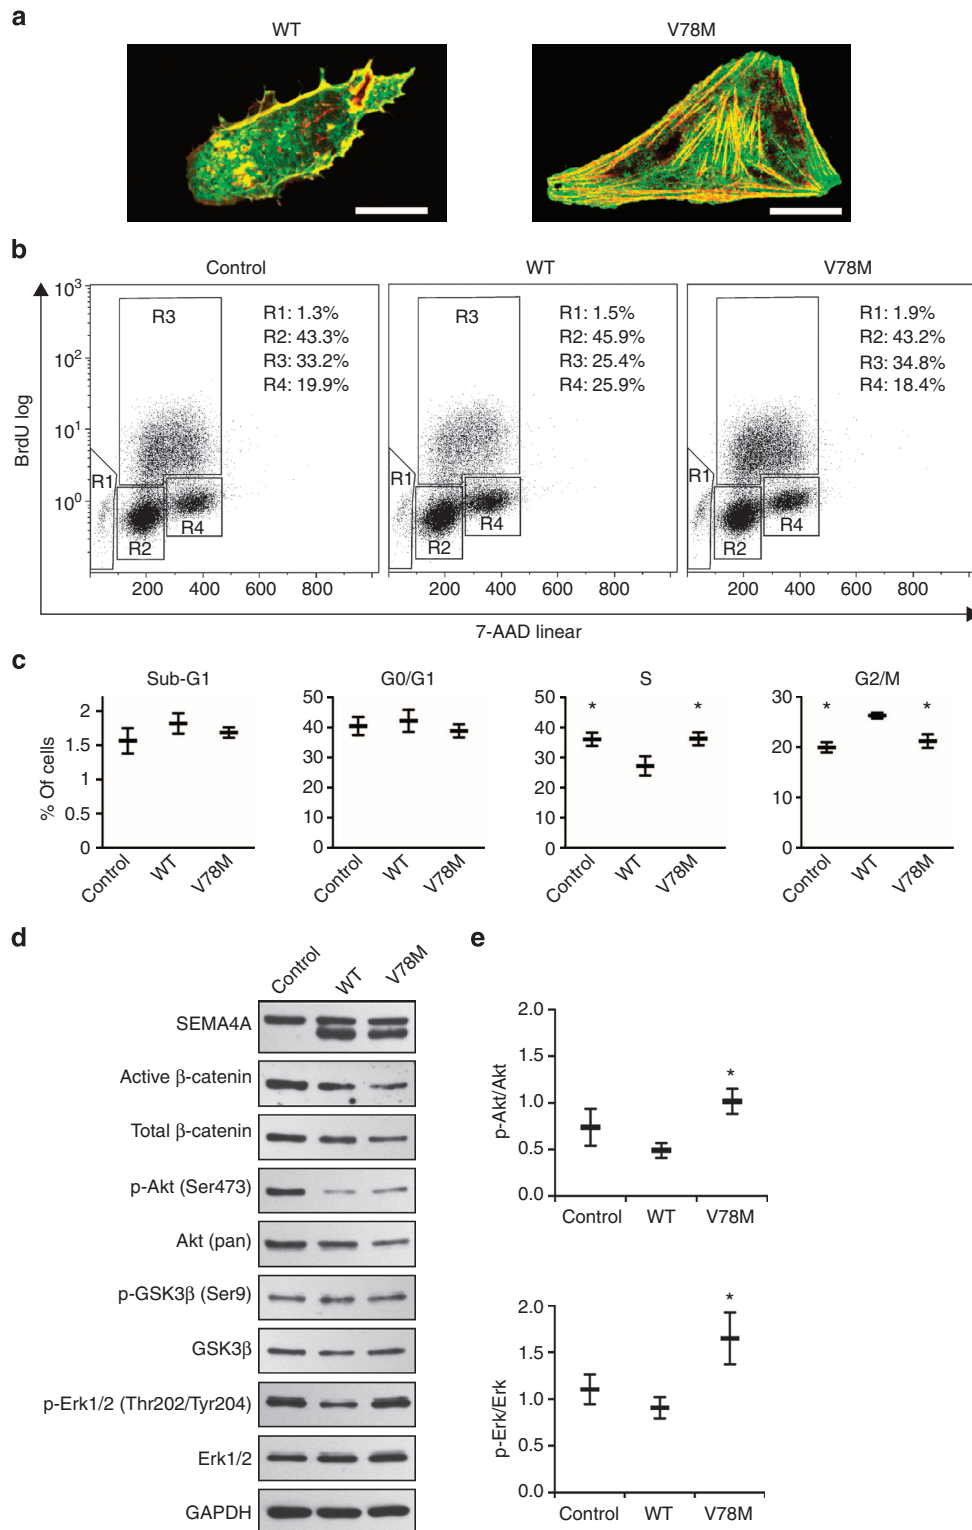 a
WT
V78M
b
Control
WT
V78M
BrdU log
10³
10²
10¹
10⁰
R3
R1: 1.3%
R2: 43.3%
R3: 33.2%
R4: 19.9%
R1
R2
R4
R3
R1: 1.5%
R2: 45.9%
R3: 25.4%
R4: 25.9%
R1
R2
R4
R1: 1.9%
R2: 43.2%
R3: 34.8%
R4: 18.4%
R1
R2
R4
200 400 600 800
200 400 600 800
200 400 600 800
7-AAD linear
c
% Of cells
Sub-G1
2
1.5
1
0.5
0
Control WT V78M
G0/G1
50
40
30
20
10
0
Control WT V78M
S
50
40
30
20
10
0
* *
Control WT V78M
G2/M
30
20
10
0
* *
Control WT V78M
d
Control WT V78M
SEMA4A
Active β-catenin
Total β-catenin
p-Akt (Ser473)
Akt (pan)
p-GSK3β (Ser9)
GSK3β
p-Erk1/2 (Thr202/Tyr204)
Erk1/2
GAPDH
e
p-Akt/Akt
2.0
1.5
1.0
0.5
0.0
*
Control WT V78M
p-Erk/Erk
2.0
1.5
1.0
0.5
0.0
*
Control WT V78M